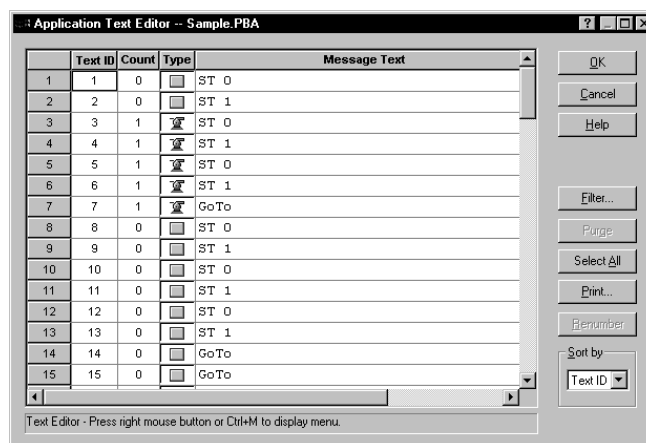 Application Text Editor -- Sample.PBA
Text ID Count Type Message Text
1 1 0 ST 0
2 2 0 ST 1
3 3 1 ST 0
4 4 1 ST 1
5 5 1 ST 0
6 6 1 ST 1
7 7 1 GoTo
8 8 0 ST 0
9 9 0 ST 1
10 10 0 ST 0
11 11 0 ST 1
12 12 0 ST 0
13 13 0 ST 1
14 14 0 GoTo
15 15 0 GoTo
OK
Cancel
Help
Filter...
Purge
Select All
Print...
Renumber
Sort by
Text ID
Text Editor - Press right mouse button or Ctrl+M to display menu.